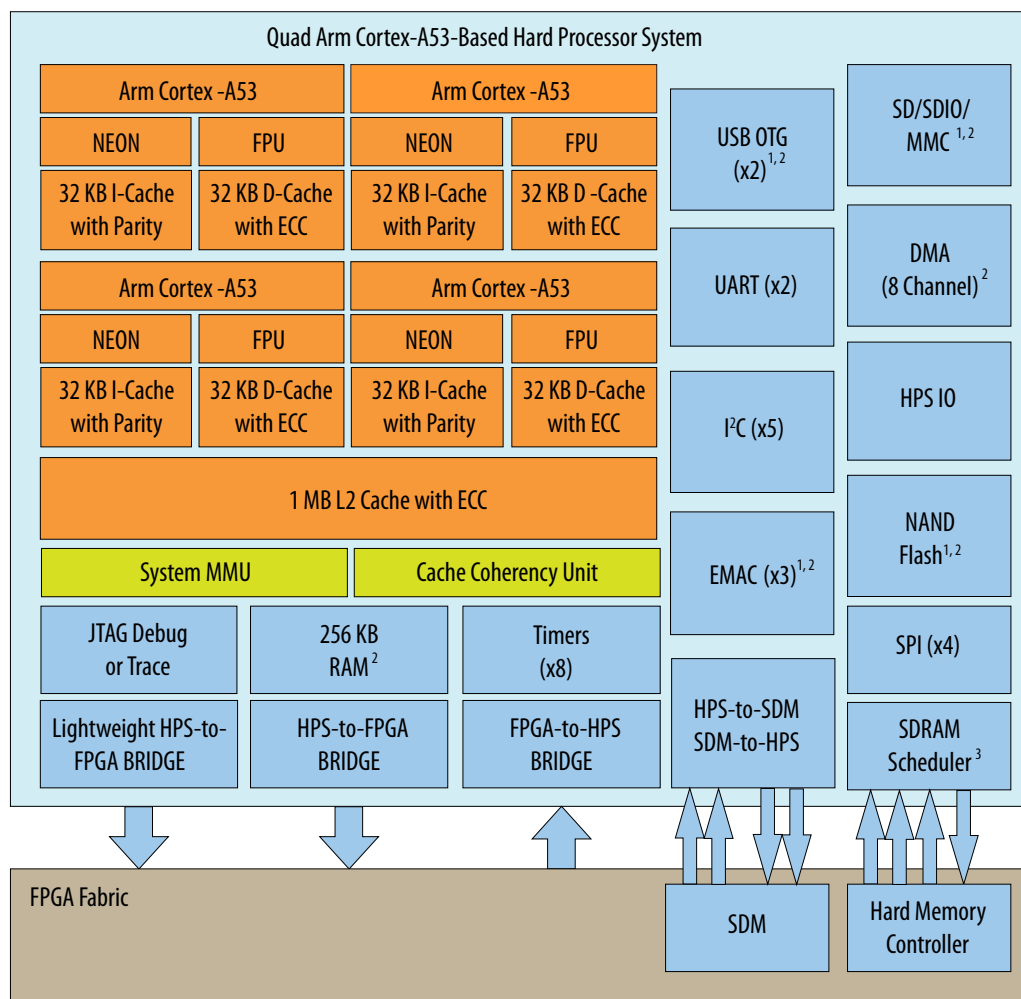 Quad Arm Cortex-A53-Based Hard Processor System
Arm Cortex -A53
NEON
FPU
32 KB I-Cache
with Parity
32 KB D-Cache
with ECC
Arm Cortex -A53
NEON
FPU
32 KB I-Cache
with Parity
32 KB D -Cache
with ECC
Arm Cortex -A53
NEON
FPU
32 KB I-Cache
with Parity
32 KB D-Cache
with ECC
Arm Cortex -A53
NEON
FPU
32 KB I-Cache
with Parity
32 KB D-Cache
with ECC
1 MB L2 Cache with ECC
System MMU
Cache Coherency Unit
JTAG Debug
or Trace
256 KB
RAM²
Timers
(x8)
Lightweight HPS-to-
FPGA BRIDGE
HPS-to-FPGA
BRIDGE
FPGA-to-HPS
BRIDGE
USB OTG
(x2)¹,²
UART (x2)
I²C (x5)
EMAC (x3)¹,²
HPS-to-SDM
SDM-to-HPS
SD/SDIO/
MMC ¹,²
DMA
(8 Channel)²
HPS IO
NAND
Flash¹,²
SPI (x4)
SDRAM
Scheduler ³
FPGA Fabric
SDM
Hard Memory
Controller